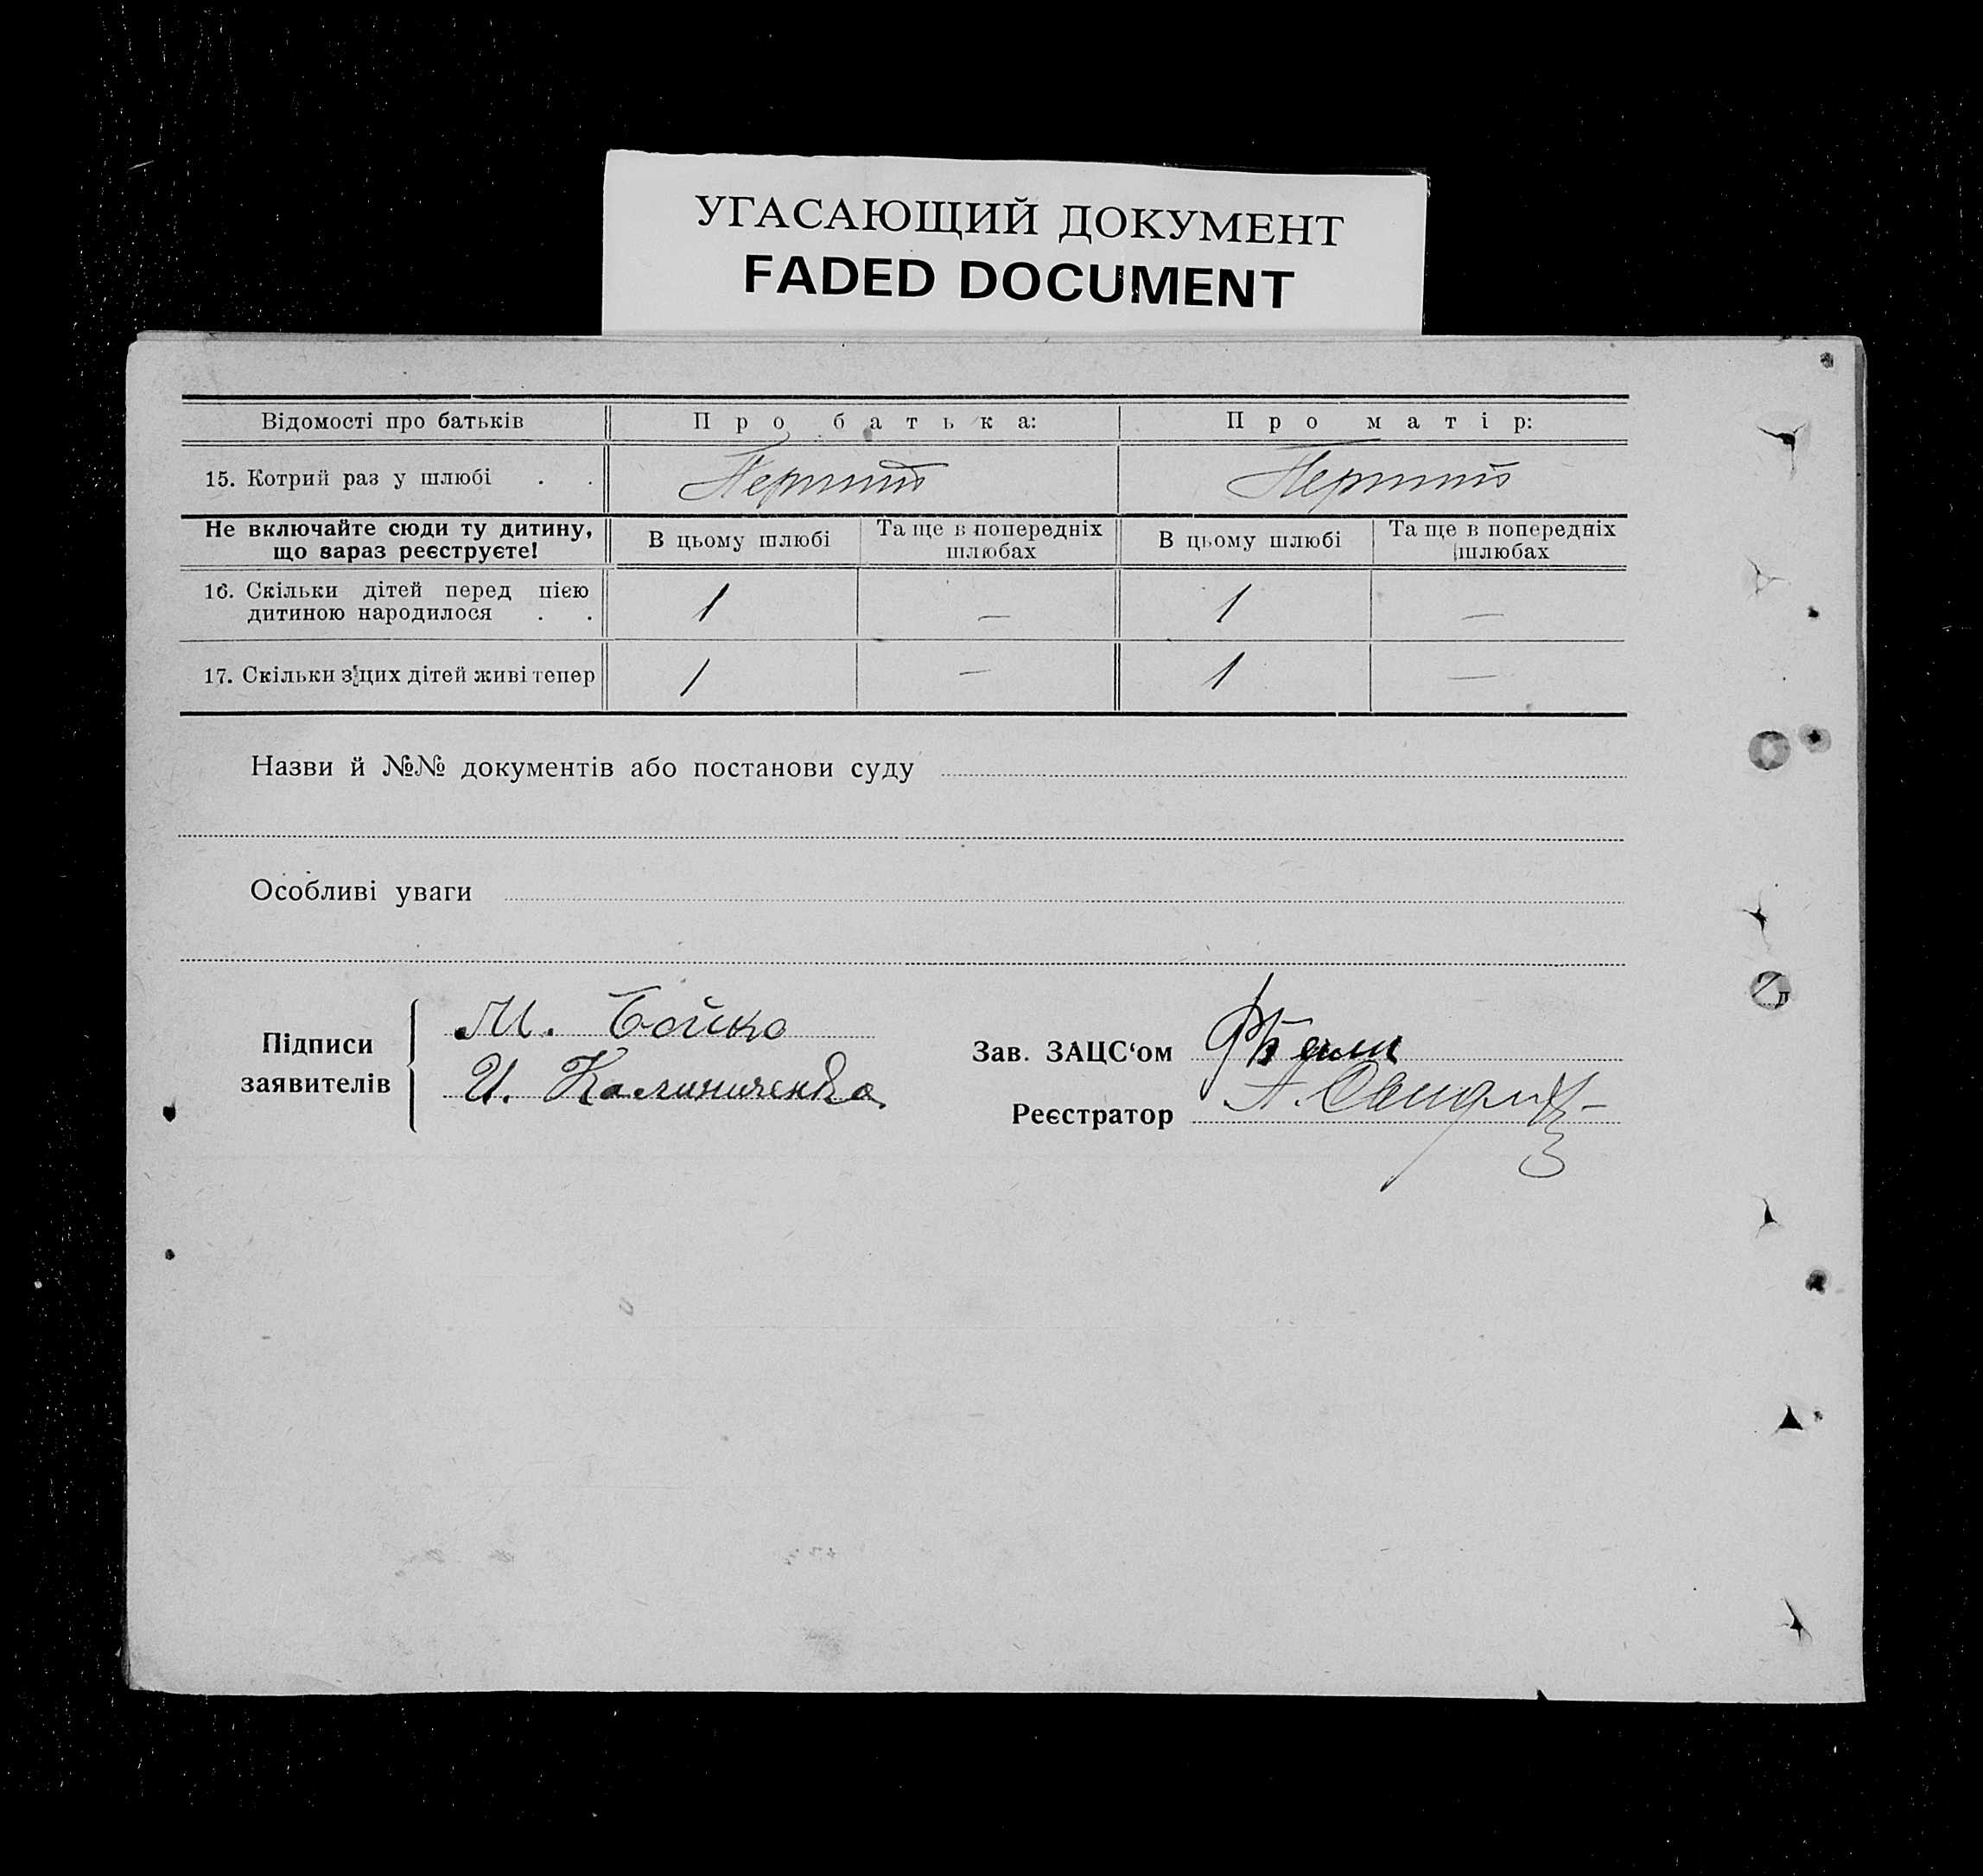 УГАСАЮЩИЙ ДОКУМЕНТ
FADED DOCUMENT
Відомості про батьків Про батька: Про матір:
15. Котрий раз у шлюбі . . Перший Перший
Не включайте сюди ту дитину, що зараз реєструєте! В цьому шлюбі Та ще в попередніх шлюбах В цьому шлюбі Та ще в попередніх шлюбах
16. Скільки дітей перед цією
дитиною народилося . . 1 — 1 —
17. Скільки з цих дітей живі тепер 1 — 1 —
Назви й №№ документів або постанови суду
Особливі уваги
Підписи
заявителів
М. Бойко
И. Калиниченко
Зав. ЗАЦС‘ом
Реєстратор